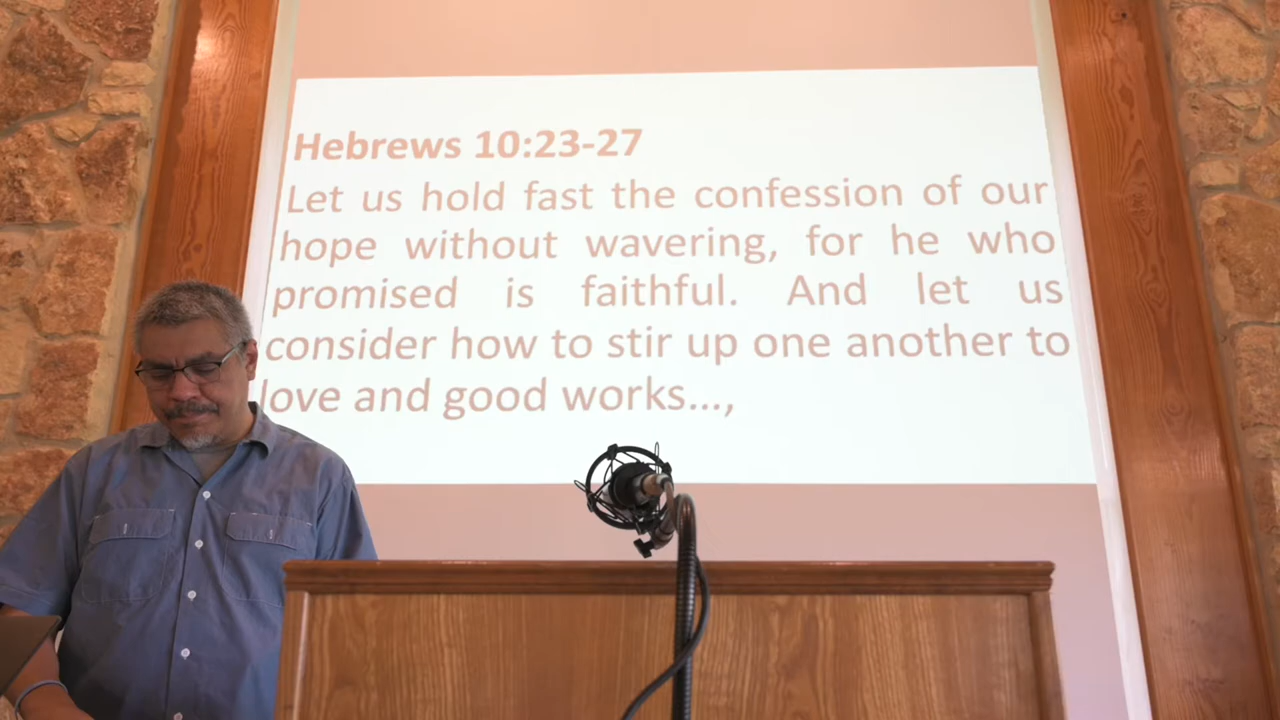 Hebrews 10:23-27
Let us hold fast the confession of our
hope without wavering, for he who
promised is faithful. And let us
consider how to stir up one another to
love and good works...,